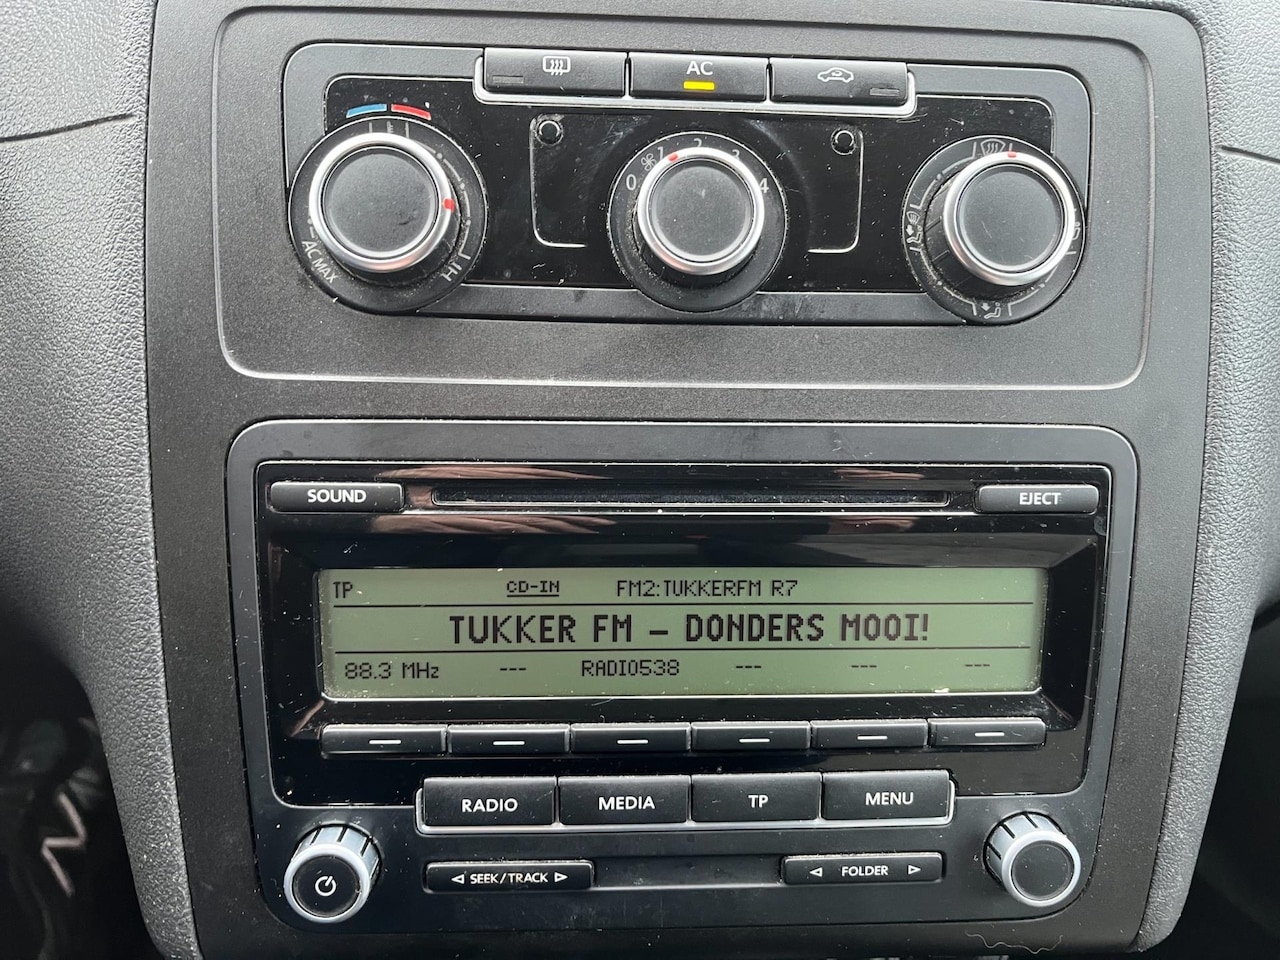 AC
0 1 2 3 4
AC MAX
HI
SOUND
EJECT
TP CD-IN FM2:TUKKERFM R7
TUKKER FM – DONDERS MOOI!
88.3 MHz --- RADIO538 --- --- ---
RADIO MEDIA TP MENU
SEEK/TRACK
FOLDER